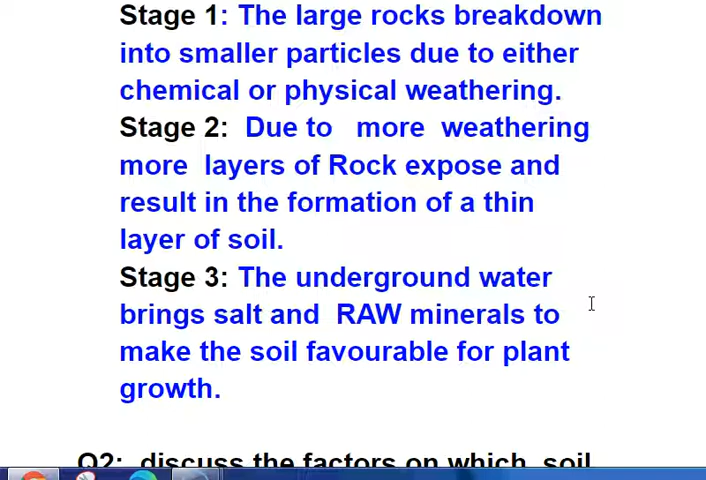 Stage 1: The large rocks breakdown
into smaller particles due to either
chemical or physical weathering.
Stage 2: Due to more weathering
more layers of Rock expose and
result in the formation of a thin
layer of soil.
Stage 3: The underground water
brings salt and RAW minerals to
make the soil favourable for plant
growth.
Q2: discuss the factors on which soil